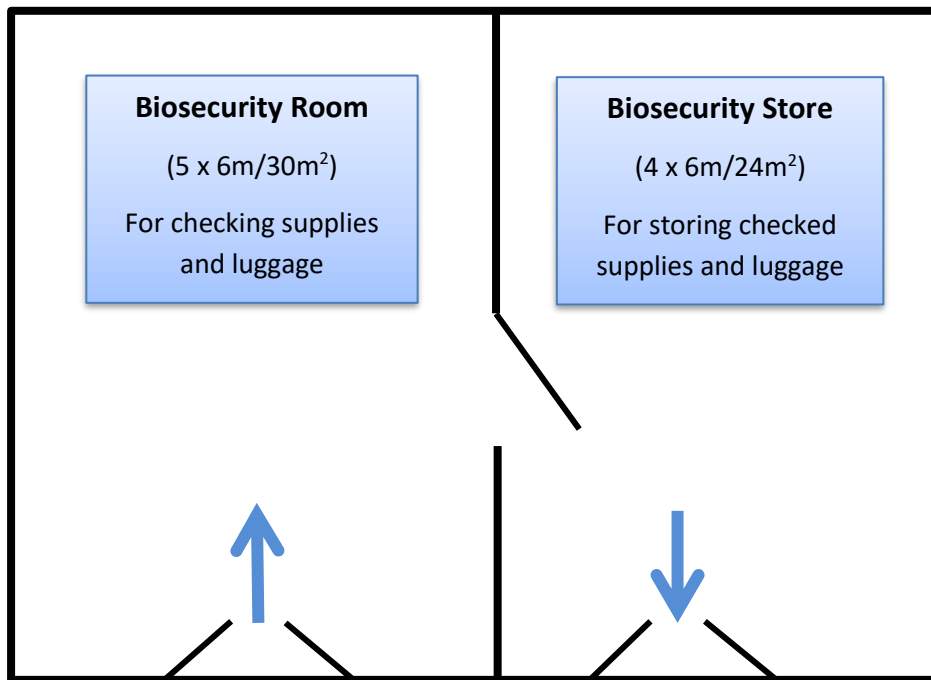 Biosecurity Room
(5 x 6m/30m²)
For checking supplies
and luggage
Biosecurity Store
(4 x 6m/24m²)
For storing checked
supplies and luggage